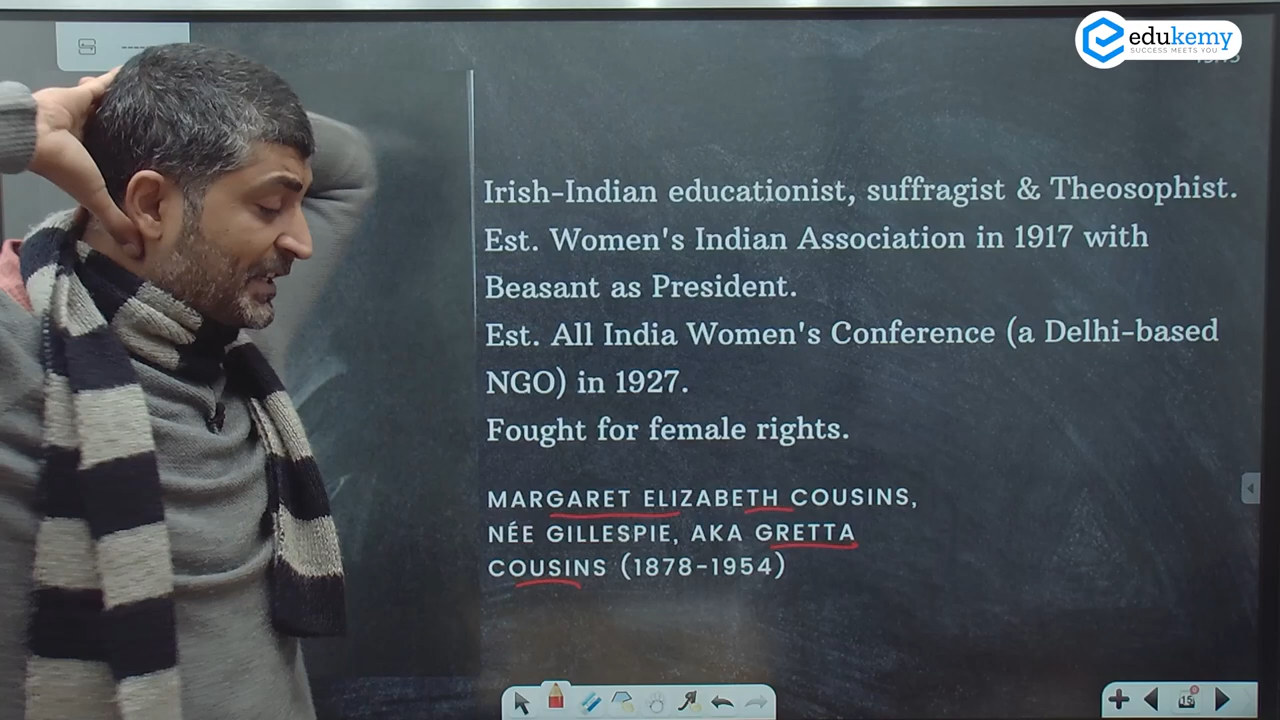 edukemy
SUCCESS MEETS YOU
Irish-Indian educationist, suffragist & Theosophist.
Est. Women's Indian Association in 1917 with
Beasant as President.
Est. All India Women's Conference (a Delhi-based
NGO) in 1927.
Fought for female rights.
MARGARET ELIZABETH COUSINS,
NÉE GILLESPIE, AKA GRETTA
COUSINS (1878-1954)
15